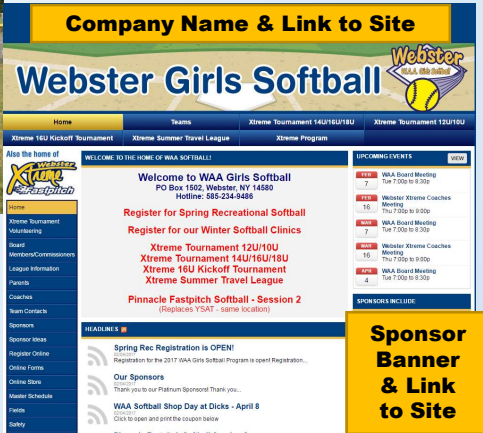 Company Name & Link to Site
Webster Girls Softball
Webster
W.A.A. Girls Softball
Home
Teams
Xtreme Tournament 14U/16U/18U
Xtreme Tournament 12U/10U
Xtreme 16U Kickoff Tournament
Xtreme Summer Travel League
Xtreme Program
Also the home of
Webster
Xtreme
Fastpitch
Home
Xtreme Tournament
Volunteering
Board
Members/Commissioners
League Information
Parents
Coaches
Team Contacts
Sponsors
Sponsor Ideas
Register Online
Online Forms
Online Store
Master Schedule
Fields
Safety
WELCOME TO THE HOME OF WAA SOFTBALL!
Welcome to WAA Girls Softball
PO Box 1502, Webster, NY 14580
Hotline: 585-234-9486
Register for Spring Recreational Softball
Register for our Winter Softball Clinics
Xtreme Tournament 12U/10U
Xtreme Tournament 14U/16U/18U
Xtreme 16U Kickoff Tournament
Xtreme Summer Travel League
Pinnacle Fastpitch Softball - Session 2
(Replaces YSAT - same location)
HEADLINES
Spring Rec Registration is OPEN!
02/04/2017
Registration for the 2017 WAA Girls Softball Program is open! Registration...
Our Sponsors
02/04/2017
Thank you to our Platinum Sponsors! Thank you...
WAA Softball Shop Day at Dicks - April 8
02/04/2017
Click to open and print the coupon below
UPCOMING EVENTS
VIEW
FEB
7
WAA Board Meeting
Tue 7:00p to 8:30p
FEB
16
Webster Xtreme Coaches
Meeting
Thu 7:00p to 9:00p
MAR
7
WAA Board Meeting
Tue 7:00p to 8:30p
MAR
16
Webster Xtreme Coaches
Meeting
Thu 7:00p to 9:00p
APR
4
WAA Board Meeting
Tue 7:00p to 8:30p
SPONSORS INCLUDE
Sponsor
Banner
& Link
to Site